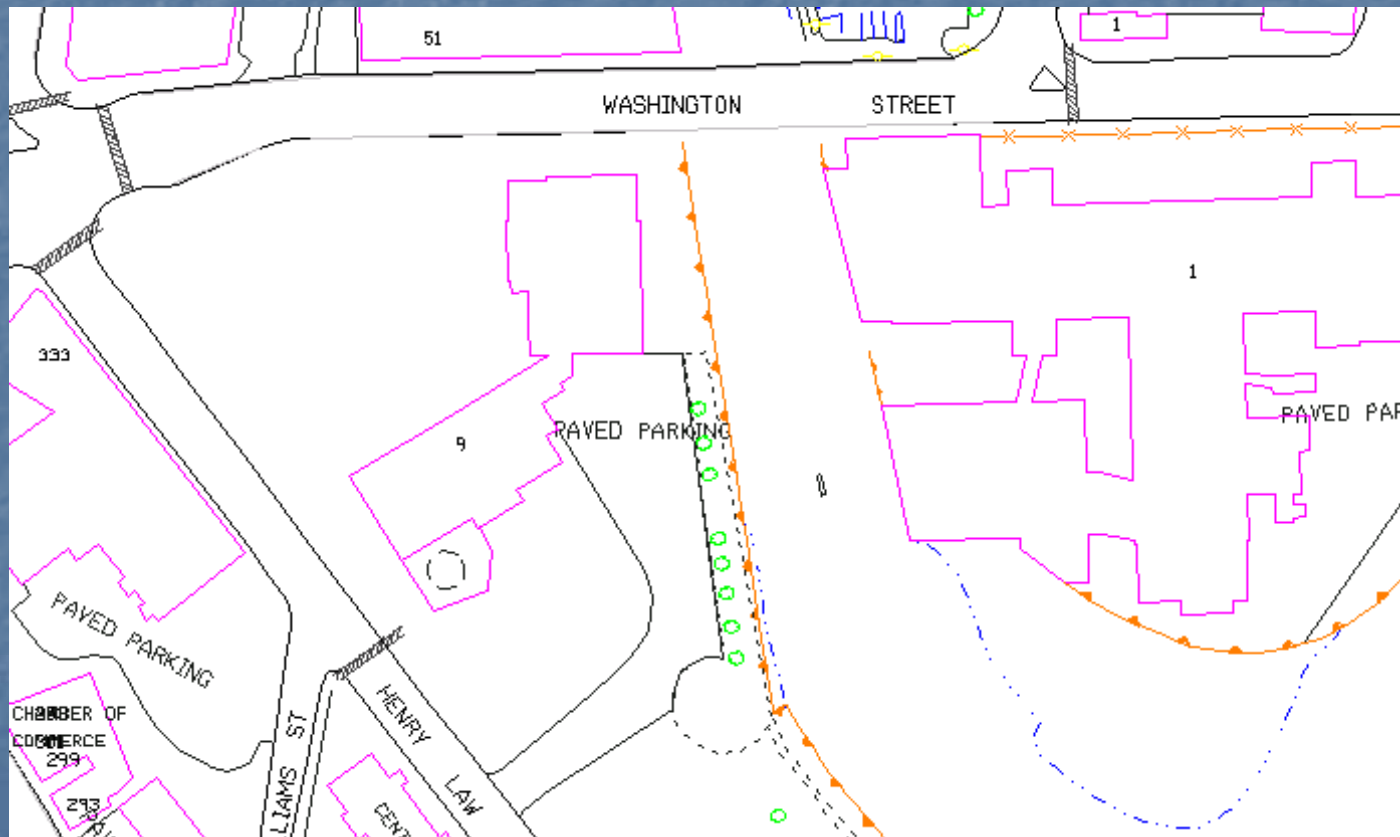 51
1
WASHINGTON STREET
1
333
9
PAVED PARKING
PAVED PAR
PAVED PARKING
HENRY LAW
LIAMS ST
CHAMBER OF
COMMERCE
299
293
CENT